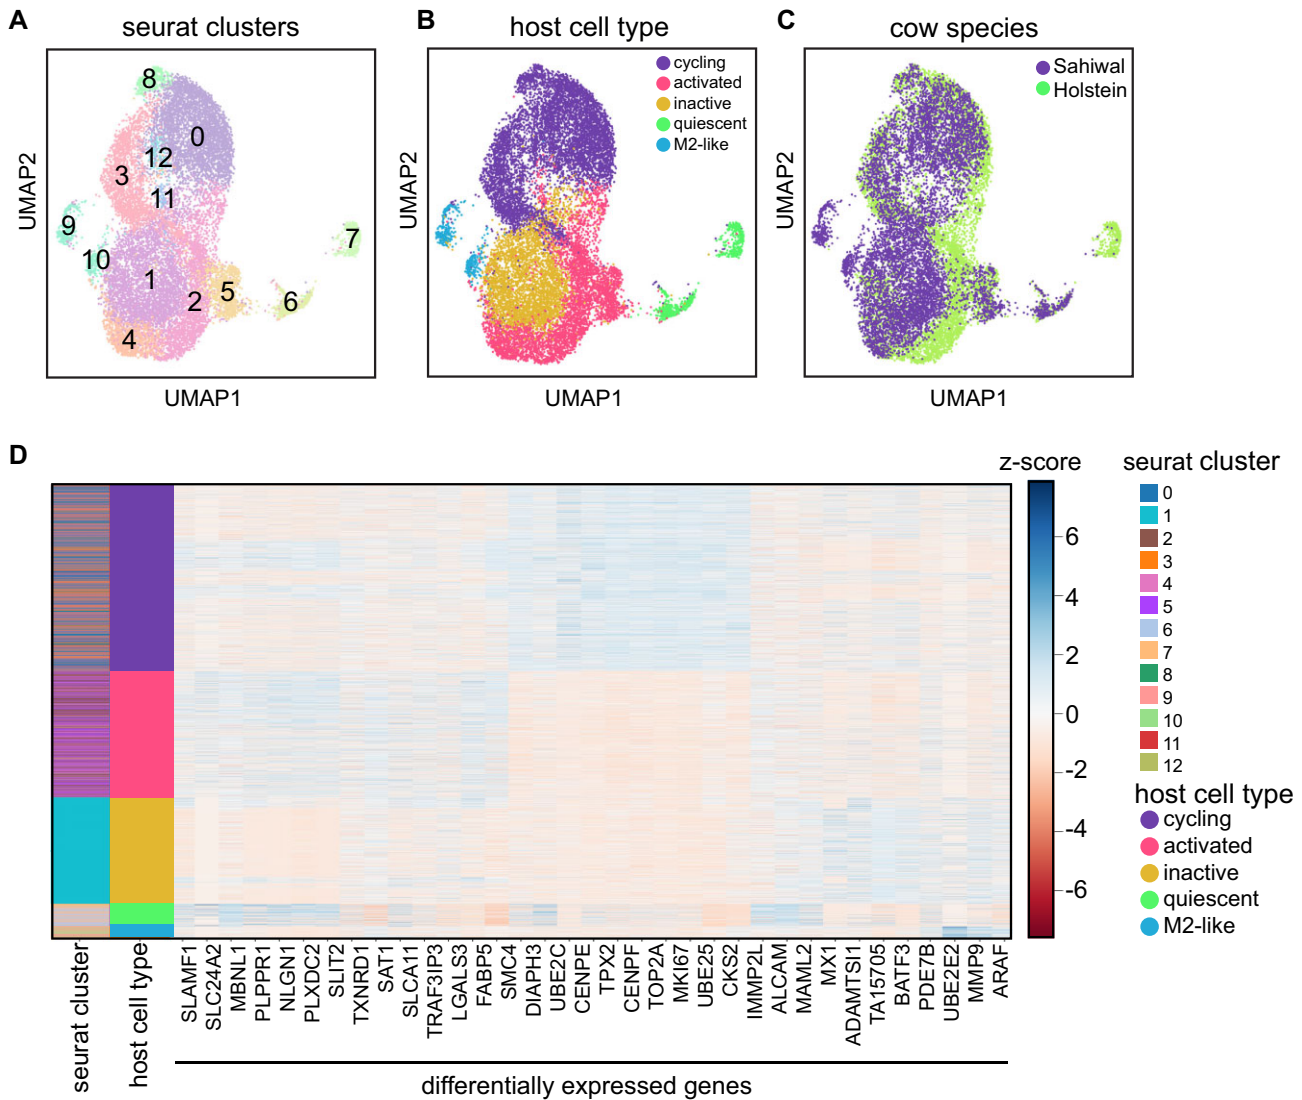 A
seurat clusters
8
0
12
3
11
9
10
7
1
2
5
6
4
UMAP2
UMAP1
B
host cell type
cycling
activated
inactive
quiescent
M2-like
UMAP2
UMAP1
C
cow species
Sahiwal
Holstein
UMAP2
UMAP1
D
z-score
6
4
2
0
-2
-4
-6
seurat cluster
0
1
2
3
4
5
6
7
8
9
10
11
12
host cell type
cycling
activated
inactive
quiescent
M2-like
seurat cluster
host cell type
SLAMF1
SLC24A2
MBNL1
PLPPR1
NLGN1
PLXDC2
SLIT2
TXNRD1
SAT1
SLCA11
TRAF3IP3
LGALS3
FABP5
SMC4
DIAPH3
UBE2C
CENPE
TPX2
CENPF
TOP2A
MKI67
UBE25
CKS2
IMMP2L
ALCAM
MAML2
MX1
ADAMTSI1
TA15705
BATF3
PDE7B
UBE2E2
MMP9
ARAF
differentially expressed genes